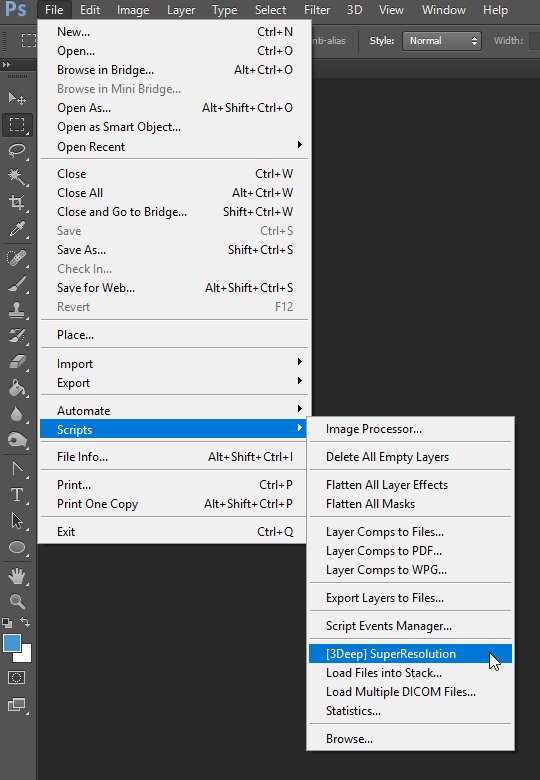 Ps File Edit Image Layer Type Select Filter 3D View Window Help
nti-alias Style: Normal Width:
New... Ctrl+N
Open... Ctrl+O
Browse in Bridge... Alt+Ctrl+O
Browse in Mini Bridge...
Open As... Alt+Shift+Ctrl+O
Open as Smart Object...
Open Recent
Close Ctrl+W
Close All Alt+Ctrl+W
Close and Go to Bridge... Shift+Ctrl+W
Save Ctrl+S
Save As... Shift+Ctrl+S
Check In...
Save for Web... Alt+Shift+Ctrl+S
Revert F12
Place...
Import
Export
Automate
Scripts
File Info... Alt+Shift+Ctrl+I
Print... Ctrl+P
Print One Copy Alt+Shift+Ctrl+P
Exit Ctrl+Q
Image Processor...
Delete All Empty Layers
Flatten All Layer Effects
Flatten All Masks
Layer Comps to Files...
Layer Comps to PDF...
Layer Comps to WPG...
Export Layers to Files...
Script Events Manager...
[3Deep] SuperResolution
Load Files into Stack...
Load Multiple DICOM Files...
Statistics...
Browse...